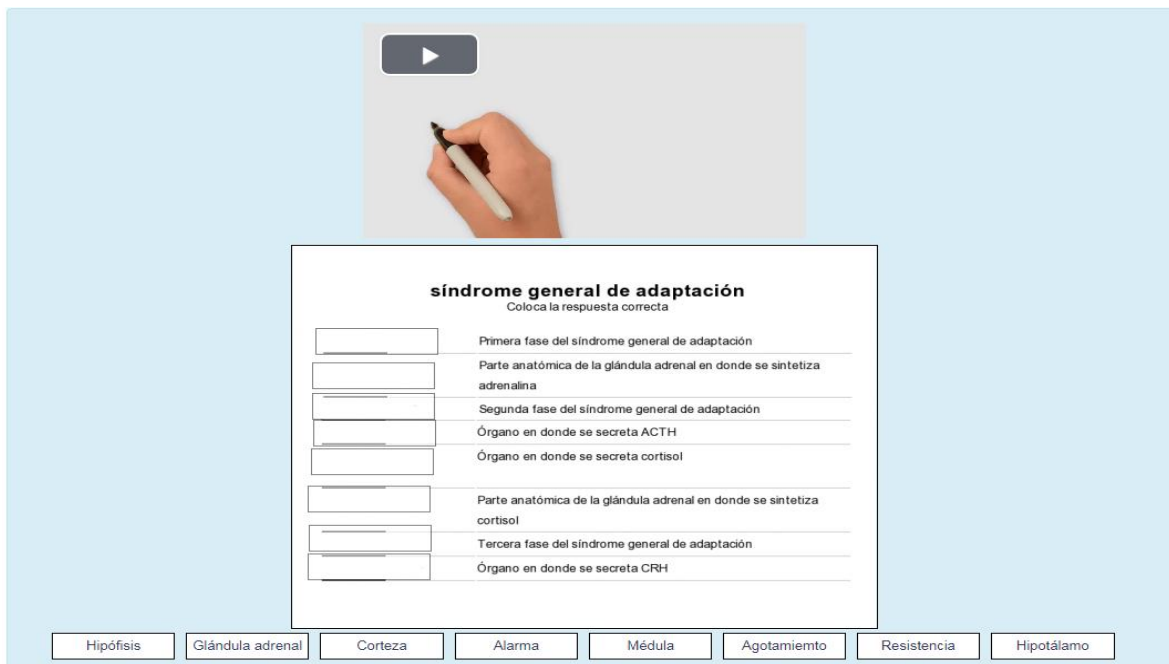 síndrome general de adaptación
Coloca la respuesta correcta
Primera fase del síndrome general de adaptación
Parte anatómica de la glándula adrenal en donde se sintetiza
adrenalina
Segunda fase del síndrome general de adaptación
Órgano en donde se secreta ACTH
Órgano en donde se secreta cortisol
Parte anatómica de la glándula adrenal en donde se sintetiza
cortisol
Tercera fase del síndrome general de adaptación
Órgano en donde se secreta CRH
Hipófisis
Glándula adrenal
Corteza
Alarma
Médula
Agotamiemto
Resistencia
Hipotálamo